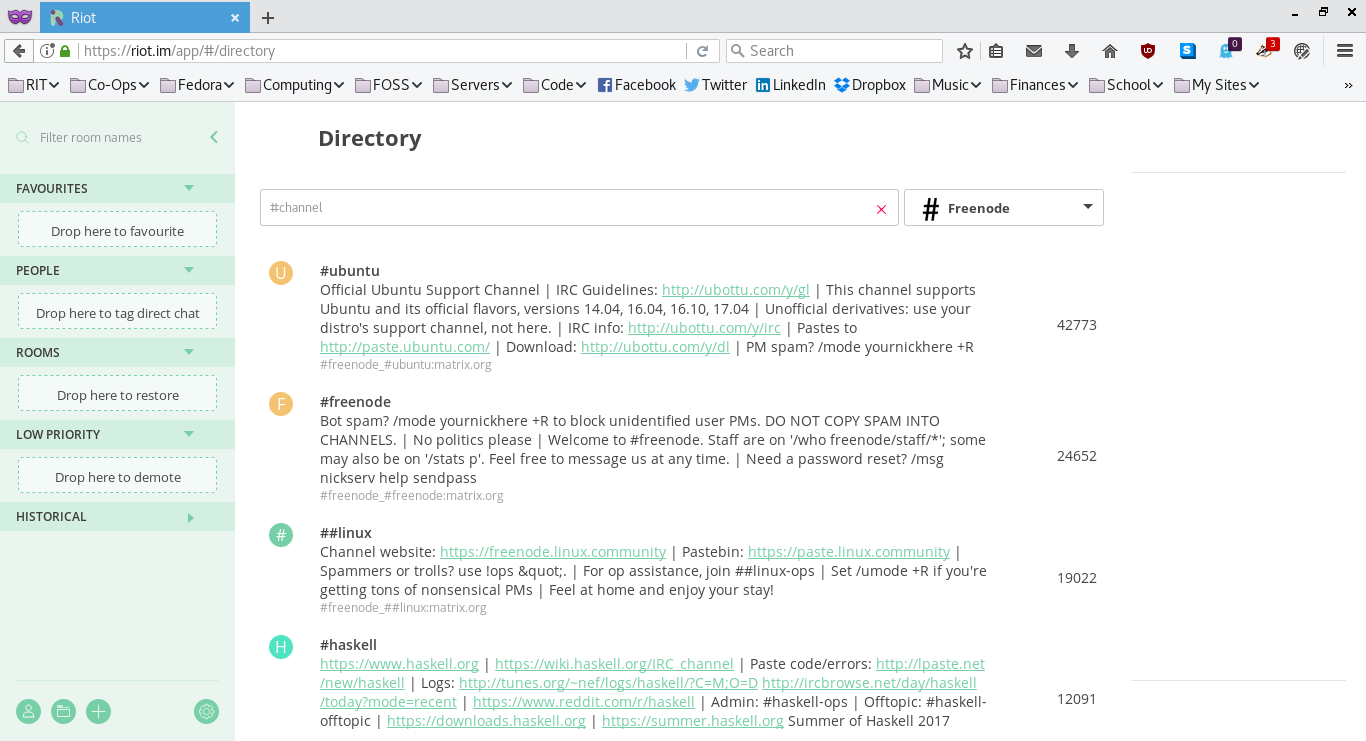 Riot
https://riot.im/app/#/directory
Search
0
3
RIT
Co-Ops
Fedora
Computing
FOSS
Servers
Code
Facebook
Twitter
LinkedIn
Dropbox
Music
Finances
School
My Sites
Filter room names
FAVOURITES
Drop here to favourite
PEOPLE
Drop here to tag direct chat
ROOMS
Drop here to restore
LOW PRIORITY
Drop here to demote
HISTORICAL
Directory
#channel
# Freenode
U
#ubuntu
Official Ubuntu Support Channel | IRC Guidelines: http://ubottu.com/y/gl | This channel supports
Ubuntu and its official flavors, versions 14.04, 16.04, 16.10, 17.04 | Unofficial derivatives: use your
distro's support channel, not here. | IRC info: http://ubottu.com/y/irc | Pastes to
http://paste.ubuntu.com/ | Download: http://ubottu.com/y/dl | PM spam? /mode yournickhere +R
#freenode_#ubuntu:matrix.org
42773
F
#freenode
Bot spam? /mode yournickhere +R to block unidentified user PMs. DO NOT COPY SPAM INTO
CHANNELS. | No politics please | Welcome to #freenode. Staff are on '/who freenode/staff/*'; some
may also be on '/stats p'. Feel free to message us at any time. | Need a password reset? /msg
nickserv help sendpass
#freenode_#freenode:matrix.org
24652
#
##linux
Channel website: https://freenode.linux.community | Pastebin: https://paste.linux.community |
Spammers or trolls? use !ops &quot;. | For op assistance, join ##linux-ops | Set /umode +R if you're
getting tons of nonsensical PMs | Feel at home and enjoy your stay!
#freenode_##linux:matrix.org
19022
H
#haskell
https://www.haskell.org | https://wiki.haskell.org/IRC_channel | Paste code/errors: http://lpaste.net
/new/haskell | Logs: http://tunes.org/~nef/logs/haskell/?C=M;O=D http://ircbrowse.net/day/haskell
/today?mode=recent | https://www.reddit.com/r/haskell | Admin: #haskell-ops | Offtopic: #haskell-
offtopic | https://downloads.haskell.org | https://summer.haskell.org Summer of Haskell 2017
12091